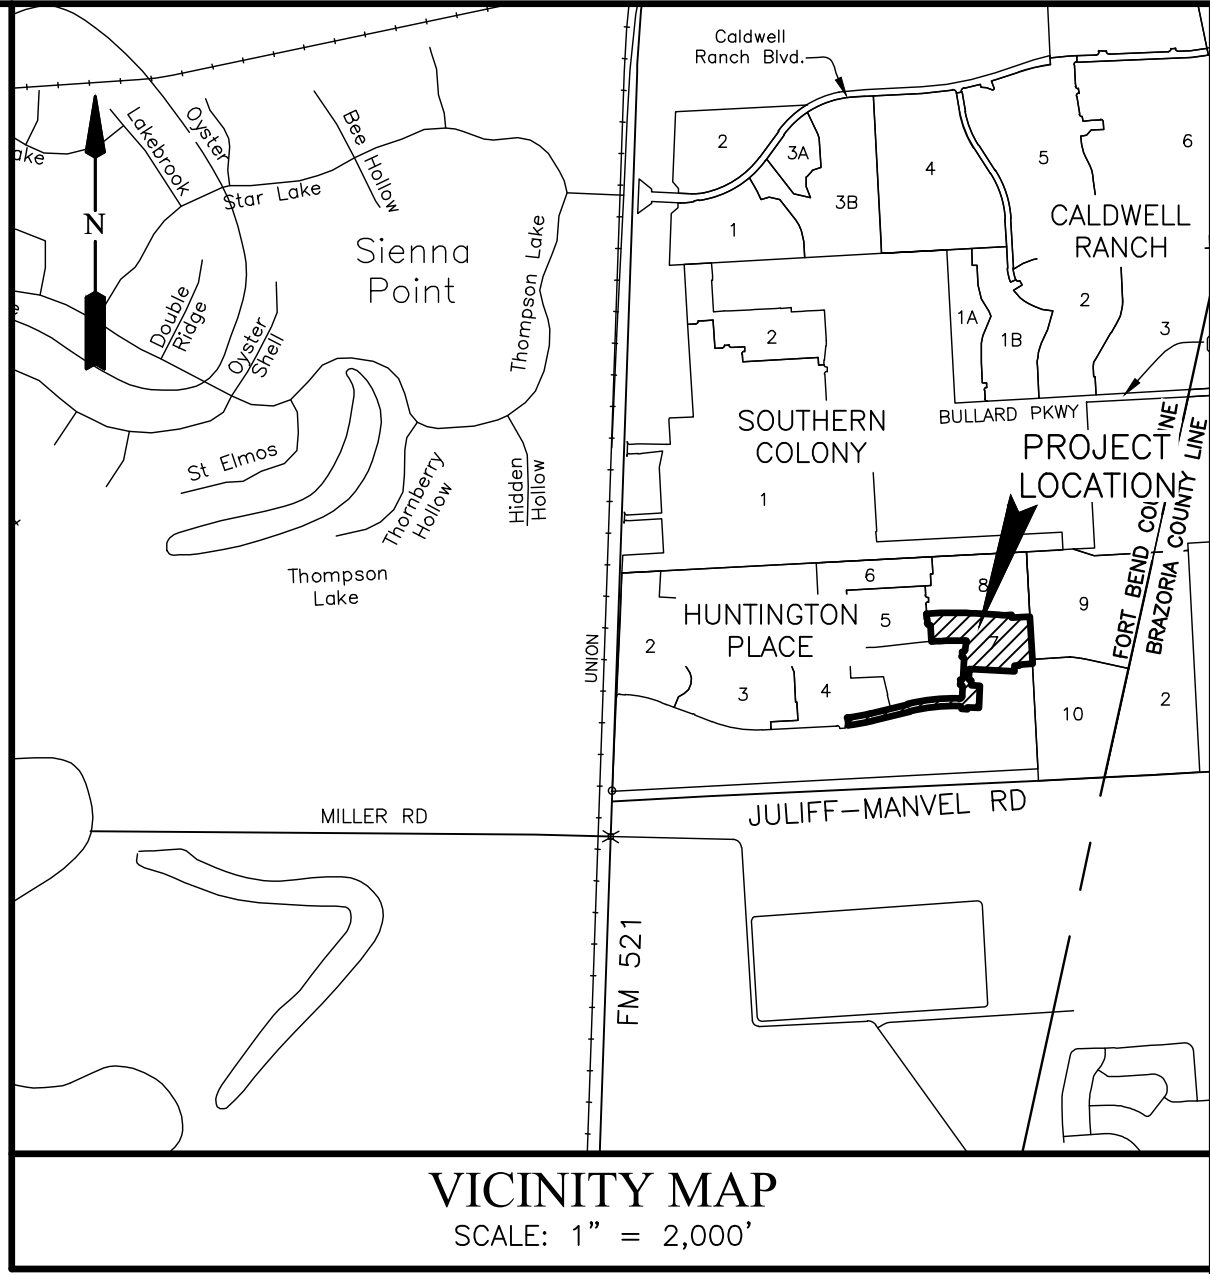 Caldwell
Ranch Blvd.
Lakebrook
Oyster
Bee Hollow
ake
Star Lake
N
Sienna
Point
Thompson Lake
Double
Ridge
Oyster
Shell
St Elmos
Thornberry
Hollow
Hidden
Hollow
Thompson
Lake
2
3A
3B
4
5
6
1
CALDWELL
RANCH
2
1A
1B
2
3
SOUTHERN
COLONY
BULLARD PKWY
PROJECT
LOCATION
1
FORT BEND COUNTY LINE
BRAZORIA COUNTY LINE
6
8
9
HUNTINGTON
PLACE
5
7
2
3
4
10
2
UNION
JULIFF-MANVEL RD
MILLER RD
FM 521
VICINITY MAP
SCALE: 1" = 2,000'